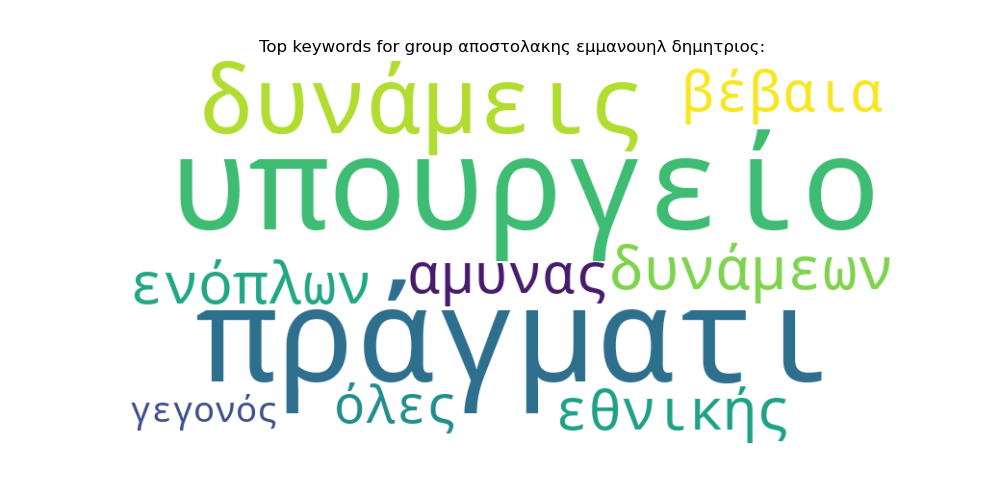 Top keywords for group αποστολακης εμμανουηλ δημητριος:
δυνάμεις βέβαια
υπουργείο
ενόπλων αμυνας δυνάμεων
πράγματι
γεγονός όλες εθνικής